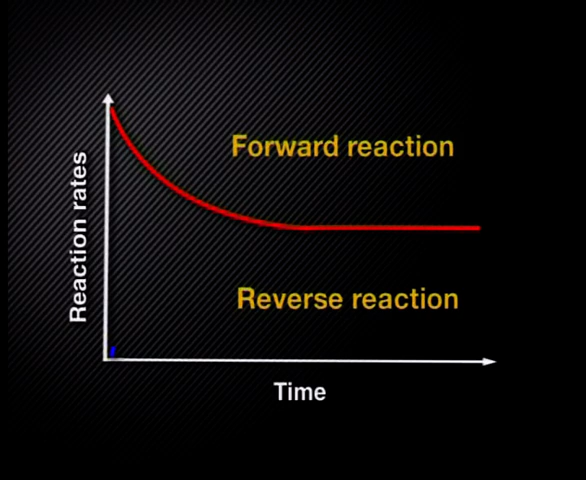 Forward reaction
Reaction rates
Reverse reaction
Time